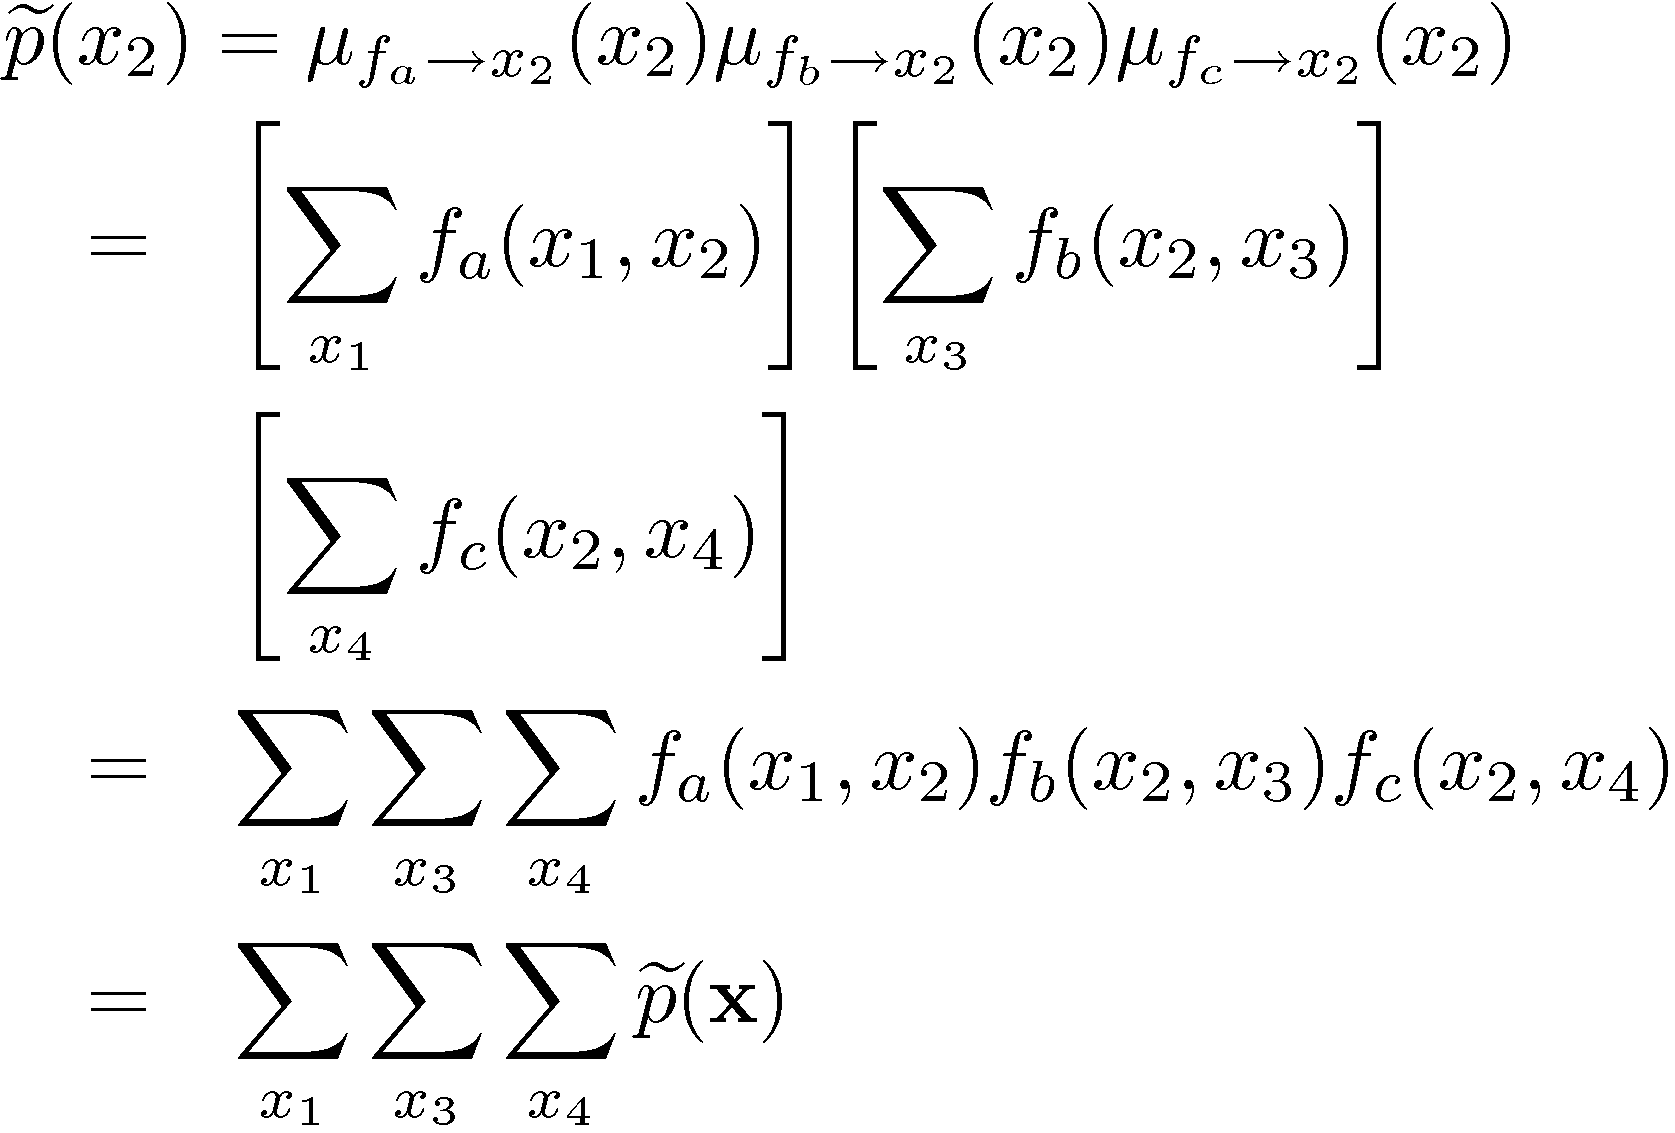 p̃(x₂) = μ_{f_a→x₂}(x₂)μ_{f_b→x₂}(x₂)μ_{f_c→x₂}(x₂)
= [∑_{x₁} f_a(x₁, x₂)] [∑_{x₃} f_b(x₂, x₃)]
[∑_{x₄} f_c(x₂, x₄)]
= ∑_{x₁} ∑_{x₃} ∑_{x₄} f_a(x₁, x₂)f_b(x₂, x₃)f_c(x₂, x₄)
= ∑_{x₁} ∑_{x₃} ∑_{x₄} p̃(𝐱)